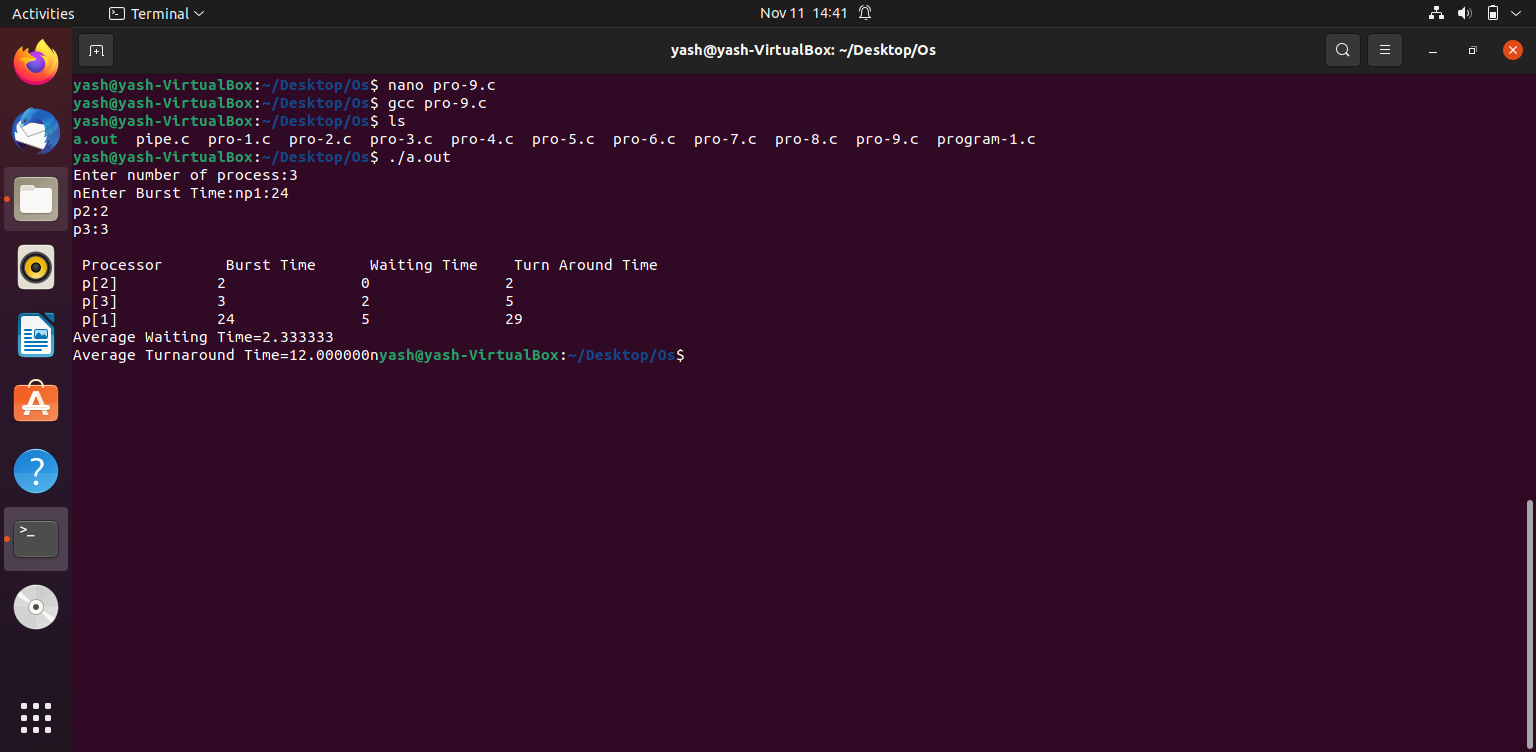 Activities Terminal Nov 11 14:41
yash@yash-VirtualBox: ~/Desktop/Os
yash@yash-VirtualBox:~/Desktop/Os$ nano pro-9.c
yash@yash-VirtualBox:~/Desktop/Os$ gcc pro-9.c
yash@yash-VirtualBox:~/Desktop/Os$ ls
a.out  pipe.c  pro-1.c  pro-2.c  pro-3.c  pro-4.c  pro-5.c  pro-6.c  pro-7.c  pro-8.c  pro-9.c  program-1.c
yash@yash-VirtualBox:~/Desktop/Os$ ./a.out
Enter number of process:3
nEnter Burst Time:np1:24
p2:2
p3:3
Processor       Burst Time      Waiting Time    Turn Around Time
p[2]           2               0               2
p[3]           3               2               5
p[1]           24              5               29
Average Waiting Time=2.333333
Average Turnaround Time=12.000000nyash@yash-VirtualBox:~/Desktop/Os$